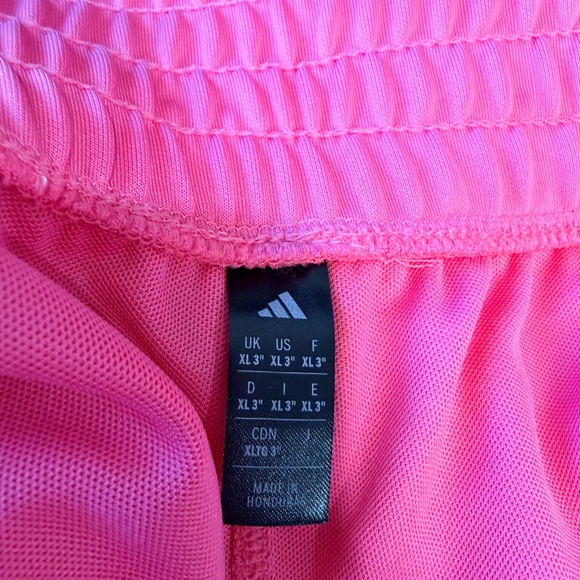 UK US F
XL 3" XL 3" XL 3"
D I E
XL 3" XL 3" XL 3"
CDN J
XLTG 3"
MADE IN
HONDURAS